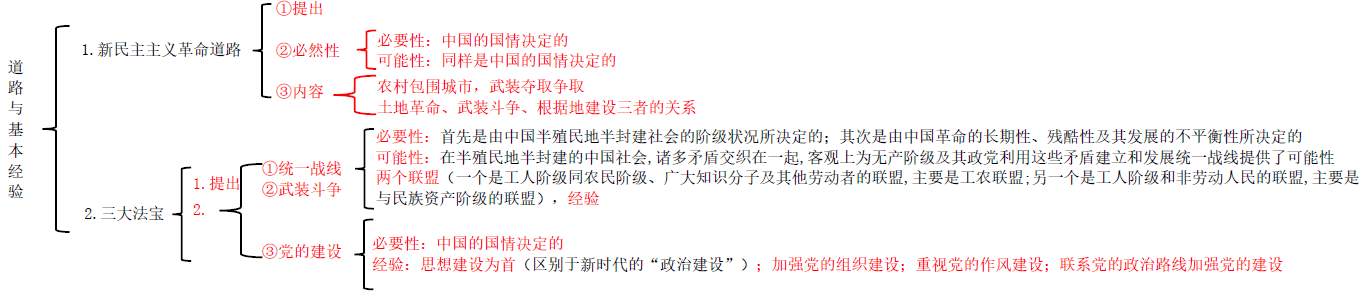 道路与基本经验
1.新民主主义革命道路
①提出
②必然性
必要性：中国的国情决定的
可能性：同样是中国的国情决定的
③内容
农村包围城市，武装夺取争取
土地革命、武装斗争、根据地建设三者的关系
2.三大法宝
1.提出
2.
①统一战线
必要性：首先是由中国半殖民地半封建社会的阶级状况所决定的；其次是由中国革命的长期性、残酷性及其发展的不平衡性所决定的
可能性：在半殖民地半封建的中国社会,诸多矛盾交织在一起,客观上为无产阶级及其政党利用这些矛盾建立和发展统一战线提供了可能性
两个联盟（一个是工人阶级同农民阶级、广大知识分子及其他劳动者的联盟,主要是工农联盟;另一个是工人阶级和非劳动人民的联盟,主要是
与民族资产阶级的联盟），经验
②武装斗争
③党的建设
必要性：中国的国情决定的
经验：思想建设为首（区别于新时代的“政治建设”）；加强党的组织建设；重视党的作风建设；联系党的政治路线加强党的建设